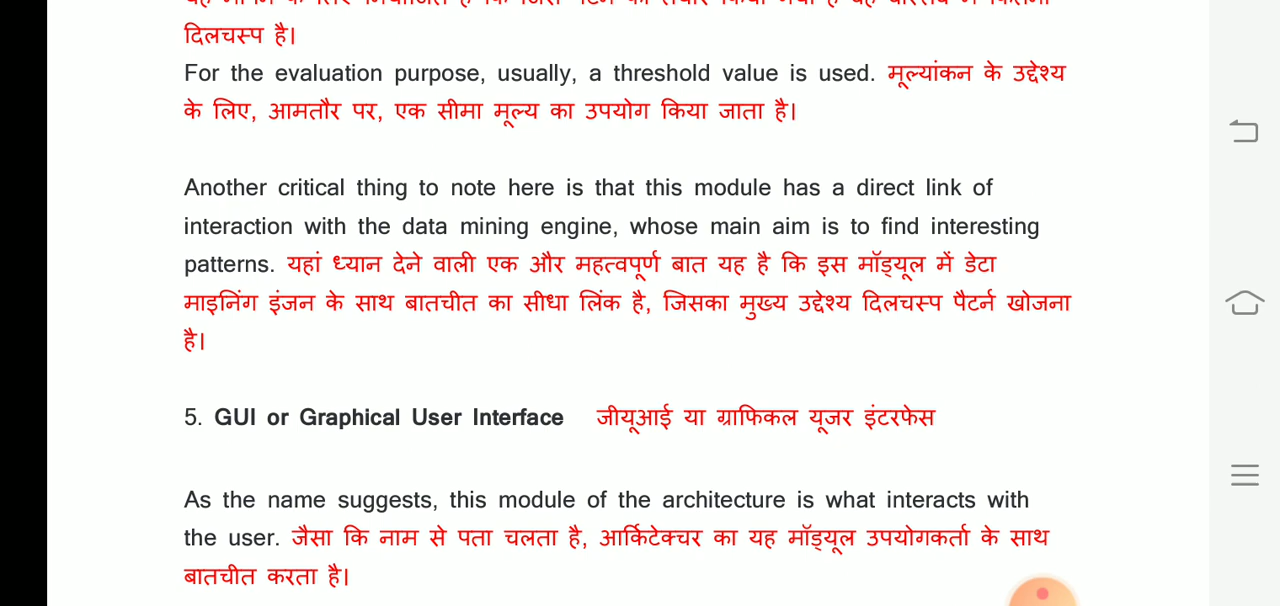 दिलचस्प है।
For the evaluation purpose, usually, a threshold value is used. मूल्यांकन के उद्देश्य
के लिए, आमतौर पर, एक सीमा मूल्य का उपयोग किया जाता है।
Another critical thing to note here is that this module has a direct link of
interaction with the data mining engine, whose main aim is to find interesting
patterns. यहां ध्यान देने वाली एक और महत्वपूर्ण बात यह है कि इस मॉड्यूल में डेटा
माइनिंग इंजन के साथ बातचीत का सीधा लिंक है, जिसका मुख्य उद्देश्य दिलचस्प पैटर्न खोजना
है।
5. GUI or Graphical User Interface जीयूआई या ग्राफिकल यूजर इंटरफेस
As the name suggests, this module of the architecture is what interacts with
the user. जैसा कि नाम से पता चलता है, आर्किटेक्चर का यह मॉड्यूल उपयोगकर्ता के साथ
बातचीत करता है।